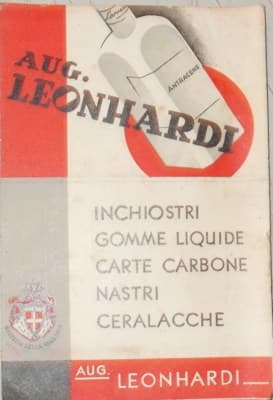 ANTRACENE
AUG.
LEONHARDI
INCHIOSTRI
GOMME LIQUIDE
CARTE CARBONE
NASTRI
CERALACCHE
AUG. LEONHARDI